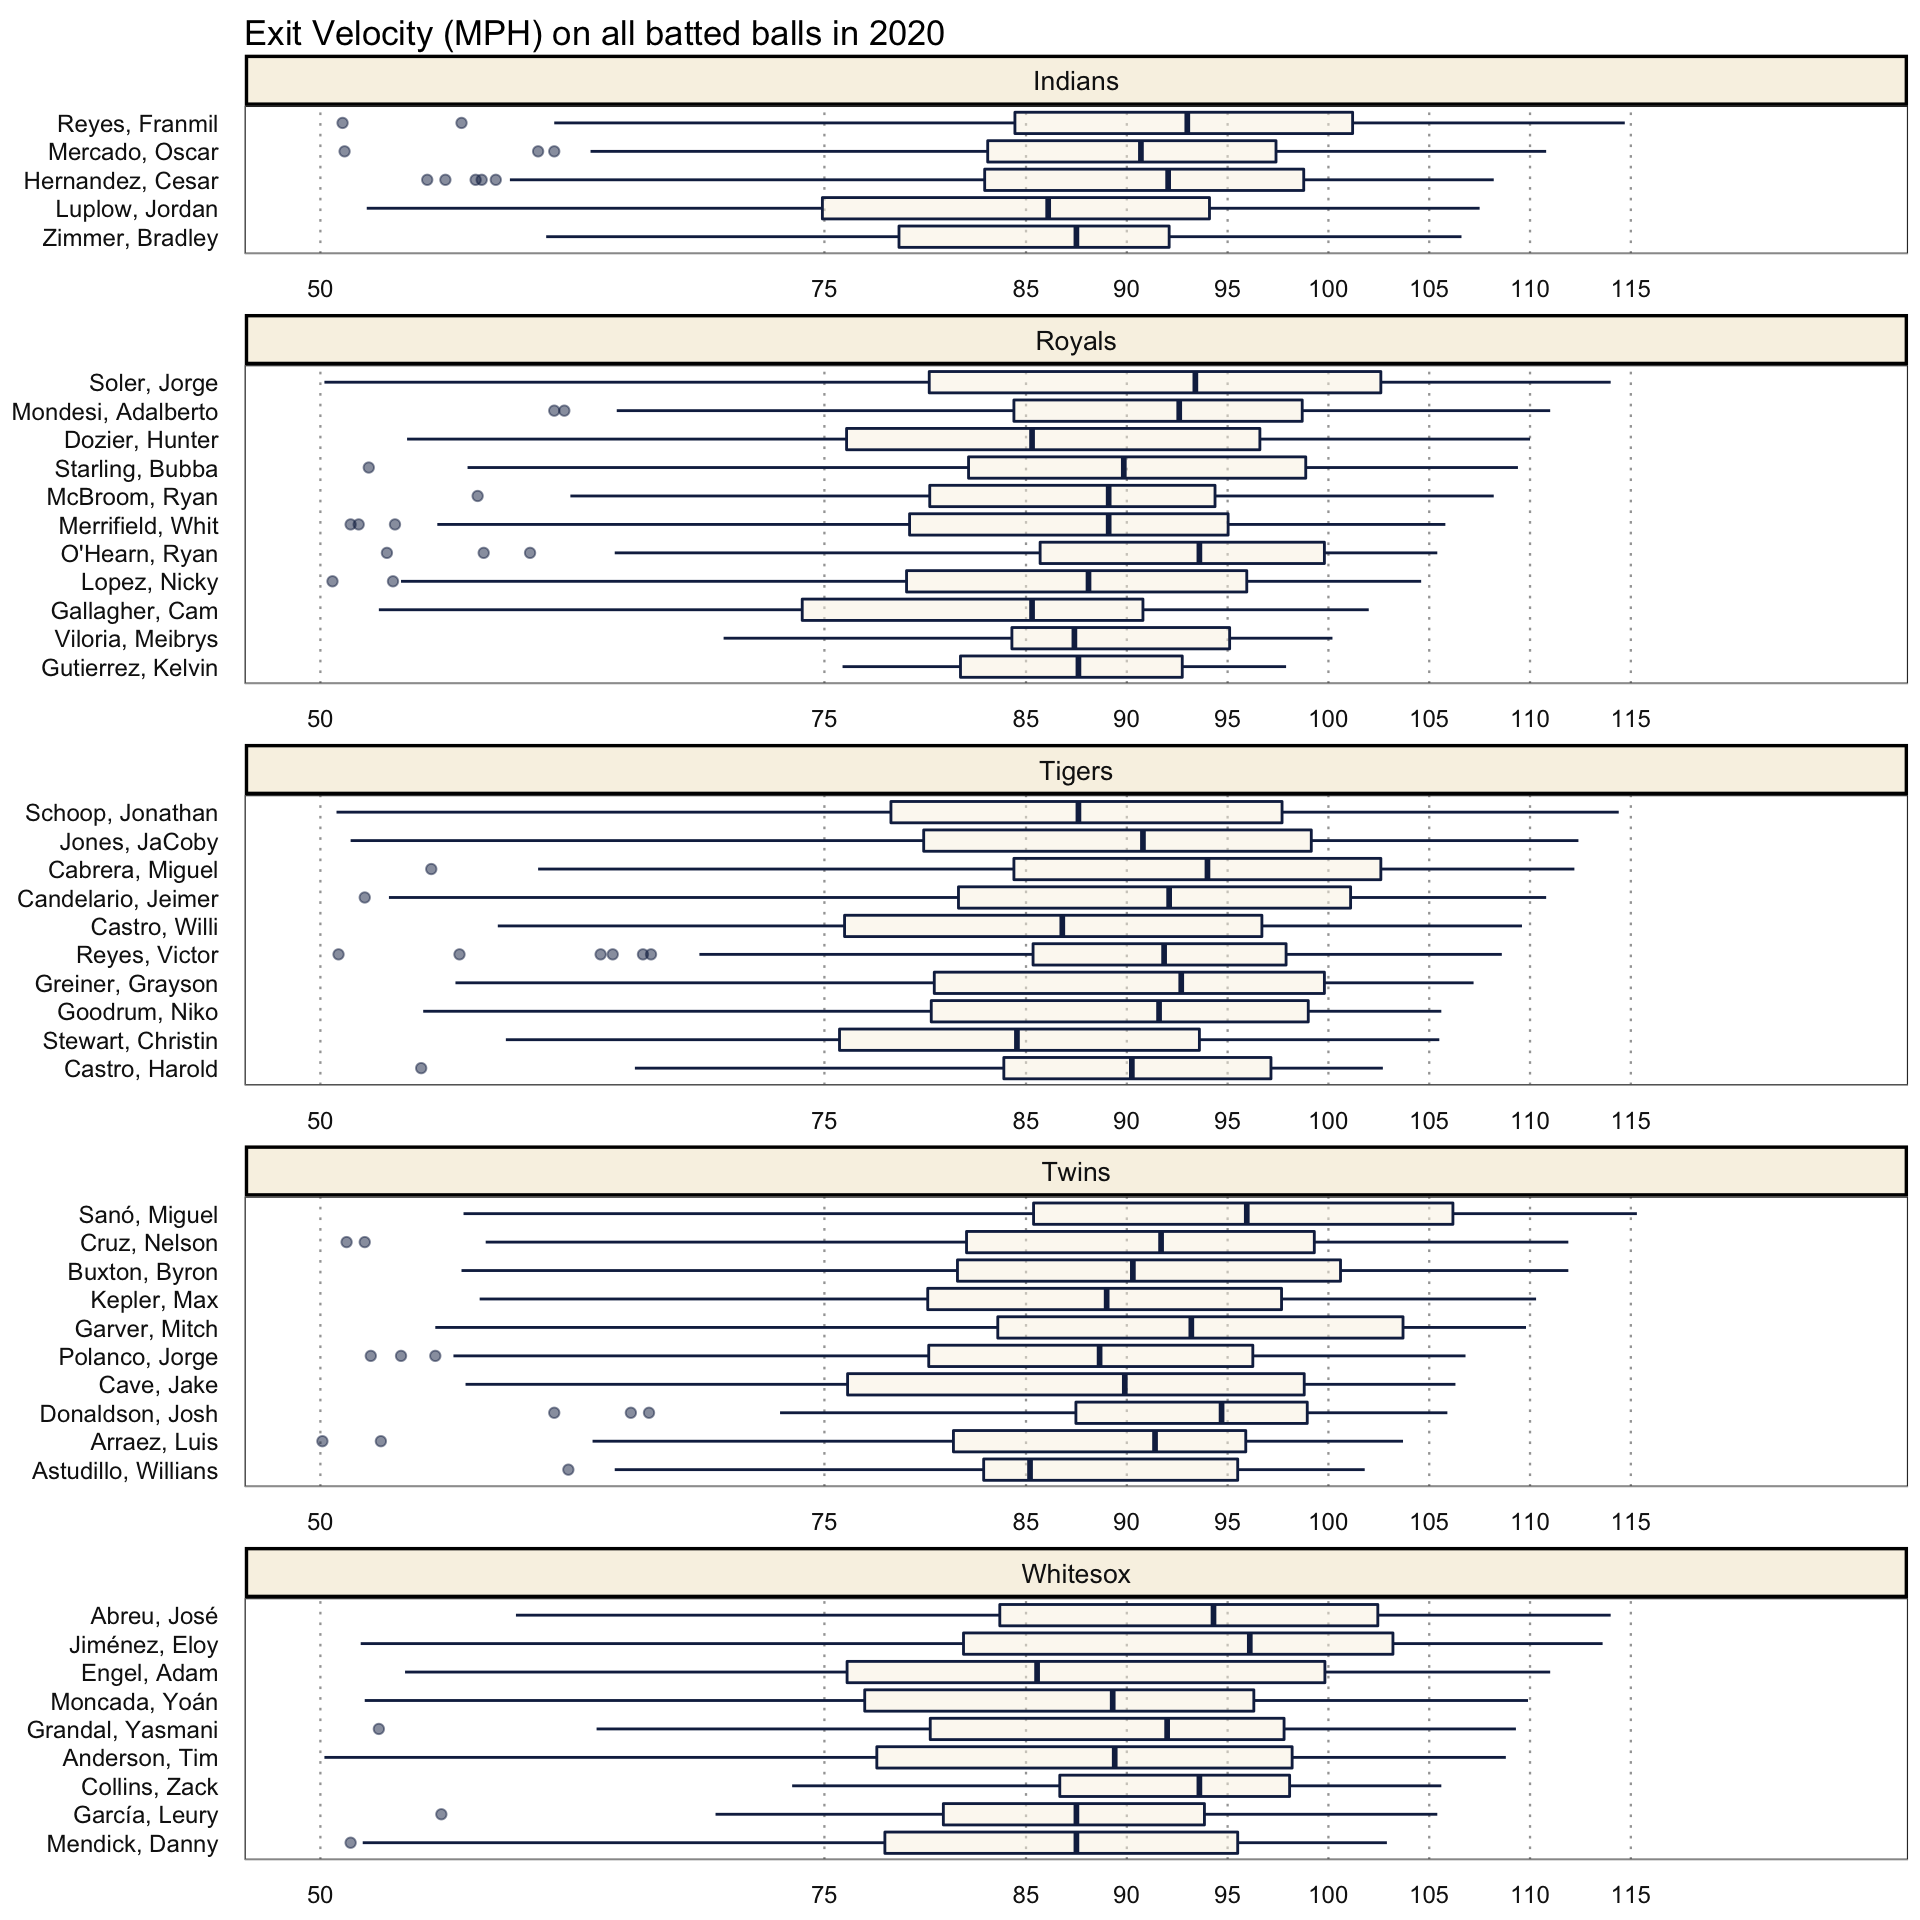 Exit Velocity (MPH) on all batted balls in 2020
Indians
Reyes, Franmil
Mercado, Oscar
Hernandez, Cesar
Luplow, Jordan
Zimmer, Bradley
50 75 85 90 95 100 105 110 115
Royals
Soler, Jorge
Mondesi, Adalberto
Dozier, Hunter
Starling, Bubba
McBroom, Ryan
Merrifield, Whit
O'Hearn, Ryan
Lopez, Nicky
Gallagher, Cam
Viloria, Meibrys
Gutierrez, Kelvin
50 75 85 90 95 100 105 110 115
Tigers
Schoop, Jonathan
Jones, JaCoby
Cabrera, Miguel
Candelario, Jeimer
Castro, Willi
Reyes, Victor
Greiner, Grayson
Goodrum, Niko
Stewart, Christin
Castro, Harold
50 75 85 90 95 100 105 110 115
Twins
Sanó, Miguel
Cruz, Nelson
Buxton, Byron
Kepler, Max
Garver, Mitch
Polanco, Jorge
Cave, Jake
Donaldson, Josh
Arraez, Luis
Astudillo, Willians
50 75 85 90 95 100 105 110 115
Whitesox
Abreu, José
Jiménez, Eloy
Engel, Adam
Moncada, Yoán
Grandal, Yasmani
Anderson, Tim
Collins, Zack
García, Leury
Mendick, Danny
50 75 85 90 95 100 105 110 115